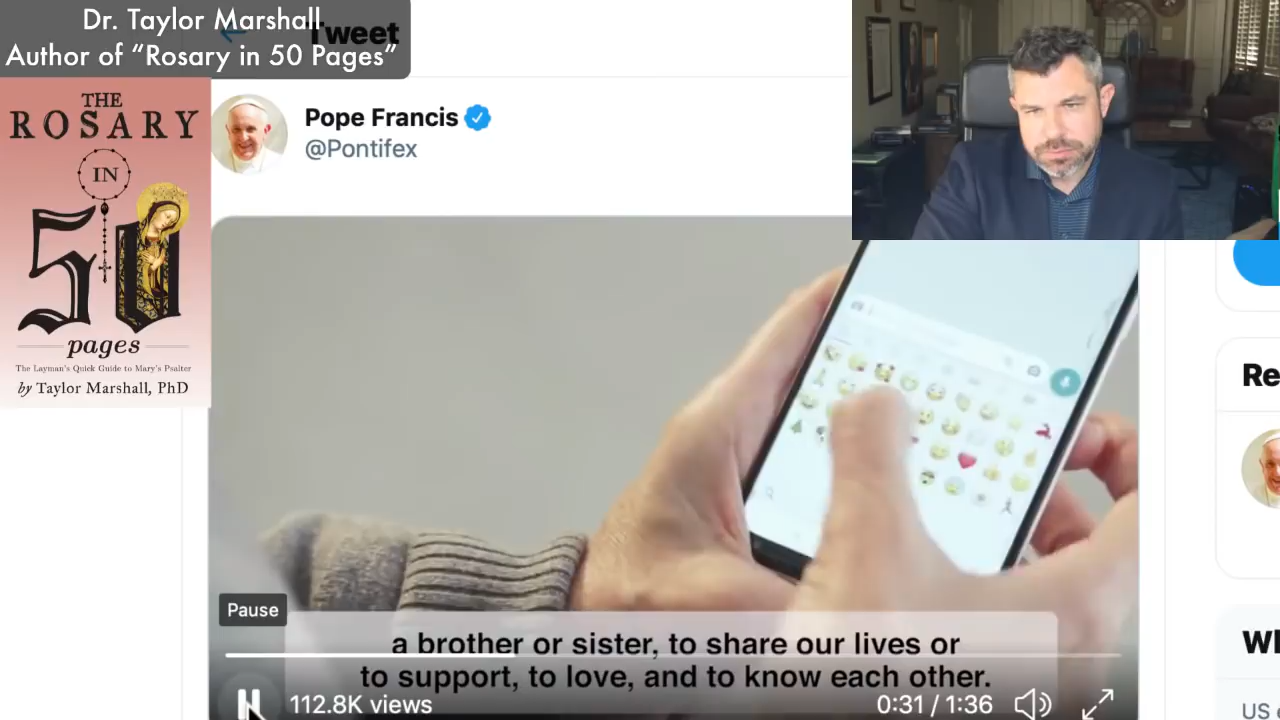 Dr. Taylor Marshall
Author of “Rosary in 50 Pages”
Tweet
THE
ROSARY
IN
50
pages
The Layman's Quick Guide to Mary's Psalter
by Taylor Marshall, PhD
Pope Francis
@Pontifex
Pause
a brother or sister, to share our lives or
to support, to love, and to know each other.
112.8K views
0:31 / 1:36
Re
Wh
US